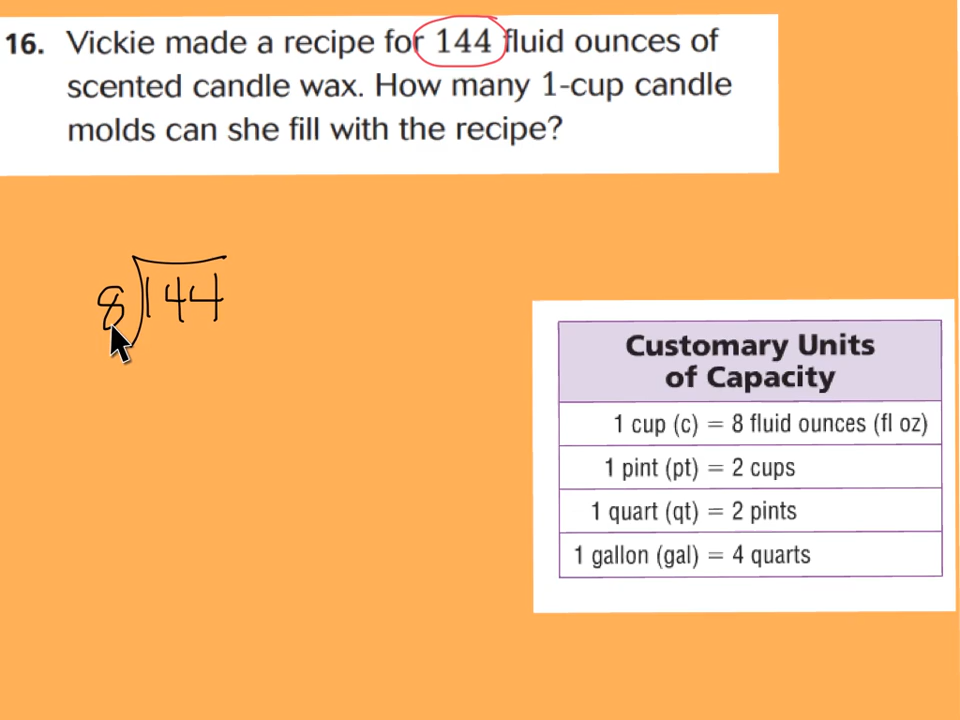 16. Vickie made a recipe for 144 fluid ounces of
scented candle wax. How many 1-cup candle
molds can she fill with the recipe?
8 144
Customary Units
of Capacity
1 cup (c) = 8 fluid ounces (fl oz)
1 pint (pt) = 2 cups
1 quart (qt) = 2 pints
1 gallon (gal) = 4 quarts